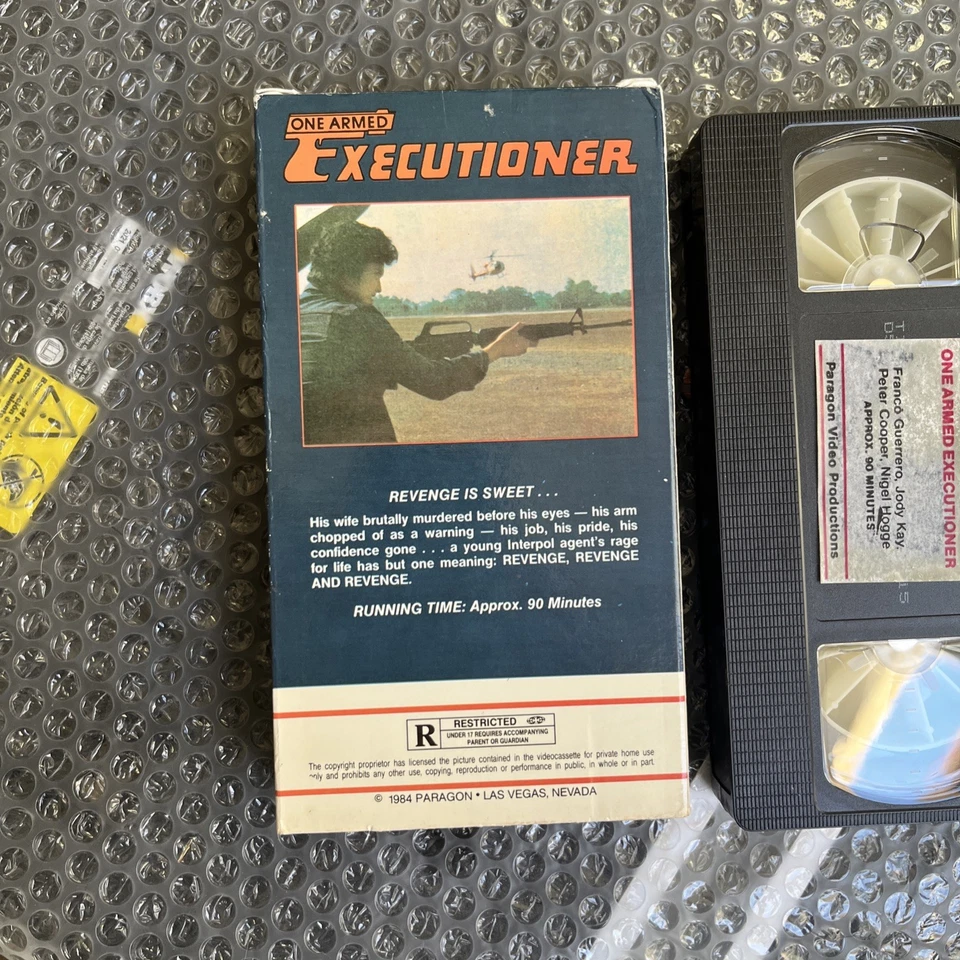 ONE ARMED
EXECUTIONER
REVENGE IS SWEET . . .
His wife brutally murdered before his eyes — his arm
chopped of as a warning — his job, his pride, his
confidence gone . . . a young Interpol agent's rage
for life has but one meaning: REVENGE, REVENGE
AND REVENGE.
RUNNING TIME: Approx. 90 Minutes
R
RESTRICTED
UNDER 17 REQUIRES ACCOMPANYING
PARENT OR GUARDIAN
The copyright proprietor has licensed the picture contained in the videocassette for private home use
only and prohibits any other use, copying, reproduction or performance in public, in whole or in part.
© 1984 PARAGON • LAS VEGAS, NEVADA
ONE ARMED EXECUTIONER
Franco Guerrero, Jody Kay,
Peter Cooper, Nigel Hogge
APPROX. 90 MINUTES
Paragon Video Productions